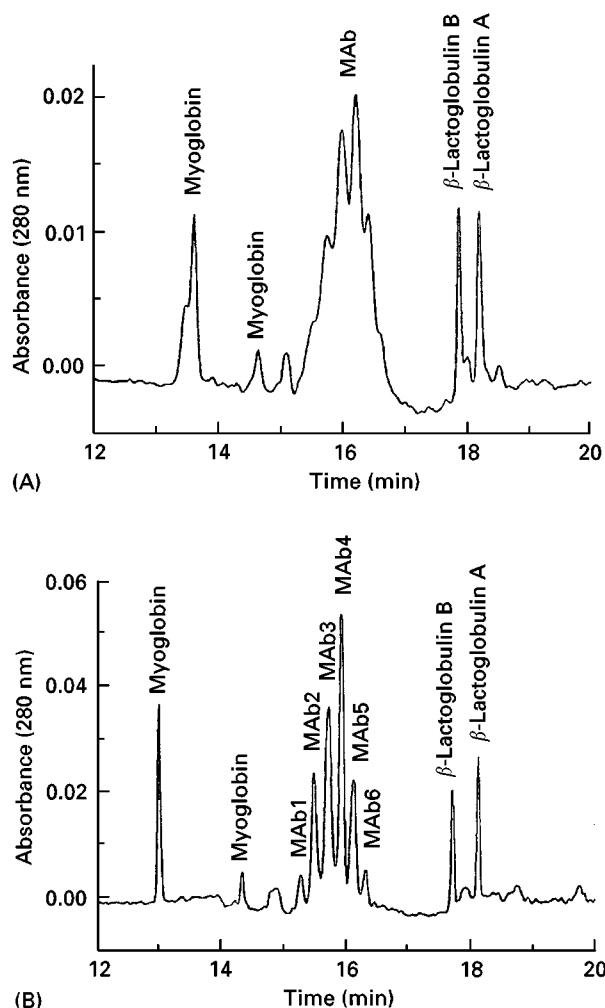 Absorbance (280 nm)
0.02
0.01
0.00
Myoglobin
Myoglobin
MAb
β-Lactoglobulin B
β-Lactoglobulin A
12 14 16 18 20
Time (min)
(A)
Absorbance (280 nm)
0.06
0.04
0.02
0.00
Myoglobin
Myoglobin
MAb1
MAb2
MAb3
MAb4
MAb5
MAb6
β-Lactoglobulin B
β-Lactoglobulin A
12 14 16 18 20
Time (min)
(B)